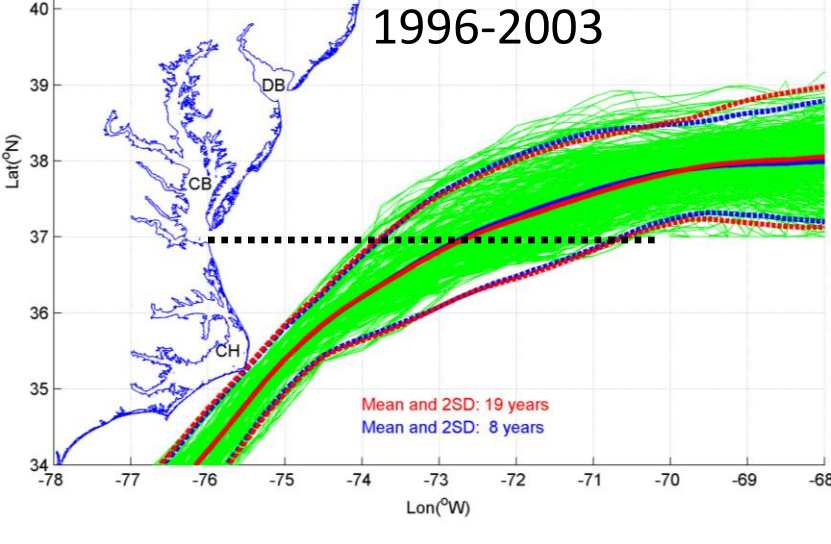 1996-2003
40
39
38
37
36
35
34
Lat(°N)
DB
CB
CH
Mean and 2SD: 19 years
Mean and 2SD: 8 years
-78 -77 -76 -75 -74 -73 -72 -71 -70 -69 -68
Lon(°W)